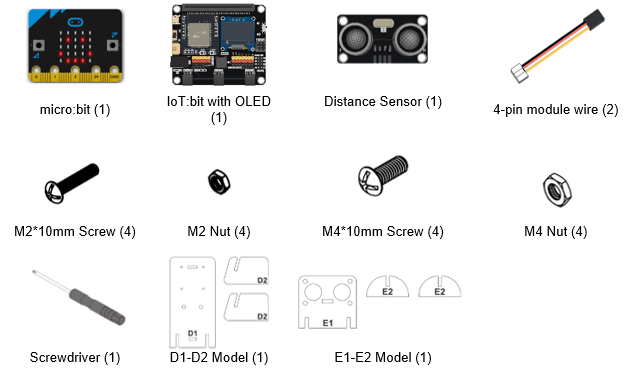 micro:bit (1)
IoT:bit with OLED
(1)
Distance Sensor (1)
4-pin module wire (2)
M2*10mm Screw (4)
M2 Nut (4)
M4*10mm Screw (4)
M4 Nut (4)
D2
D2
D1
E1
E2
E2
Screwdriver (1)
D1-D2 Model (1)
E1-E2 Model (1)